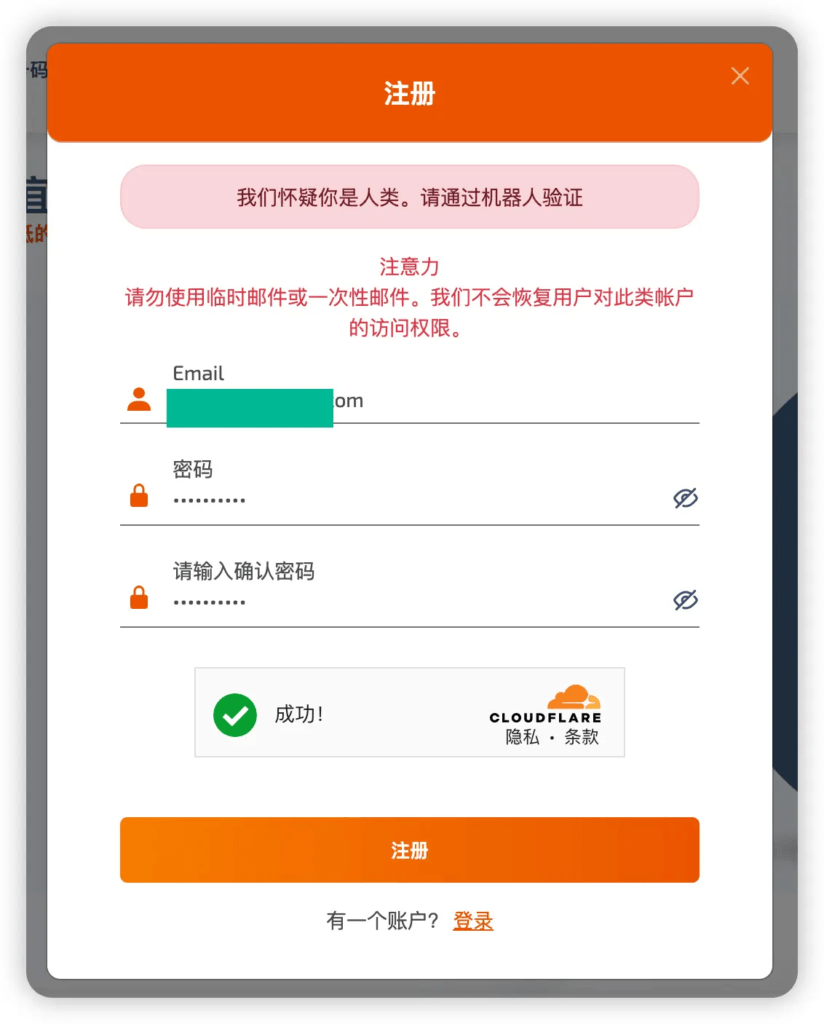 码
注册
我们怀疑你是人类。请通过机器人验证
注意力
请勿使用临时邮件或一次性邮件。我们不会恢复用户对此类帐户
的访问权限。
Email
om
密码
请输入确认密码
成功!
CLOUDFLARE
隐私 · 条款
注册
有一个账户? 登录